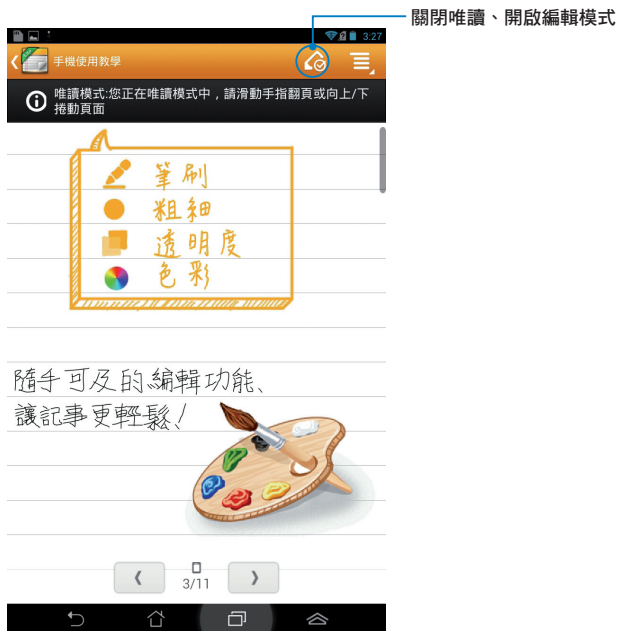 關閉唯讀、開啟編輯模式
3:27
手機使用教學
唯讀模式:您正在唯讀模式中，請滑動手指翻頁或向上/下
捲動頁面
筆刷
粗細
透明度
色彩
隨手可及的編輯功能、
讓記事更輕鬆!
3/11